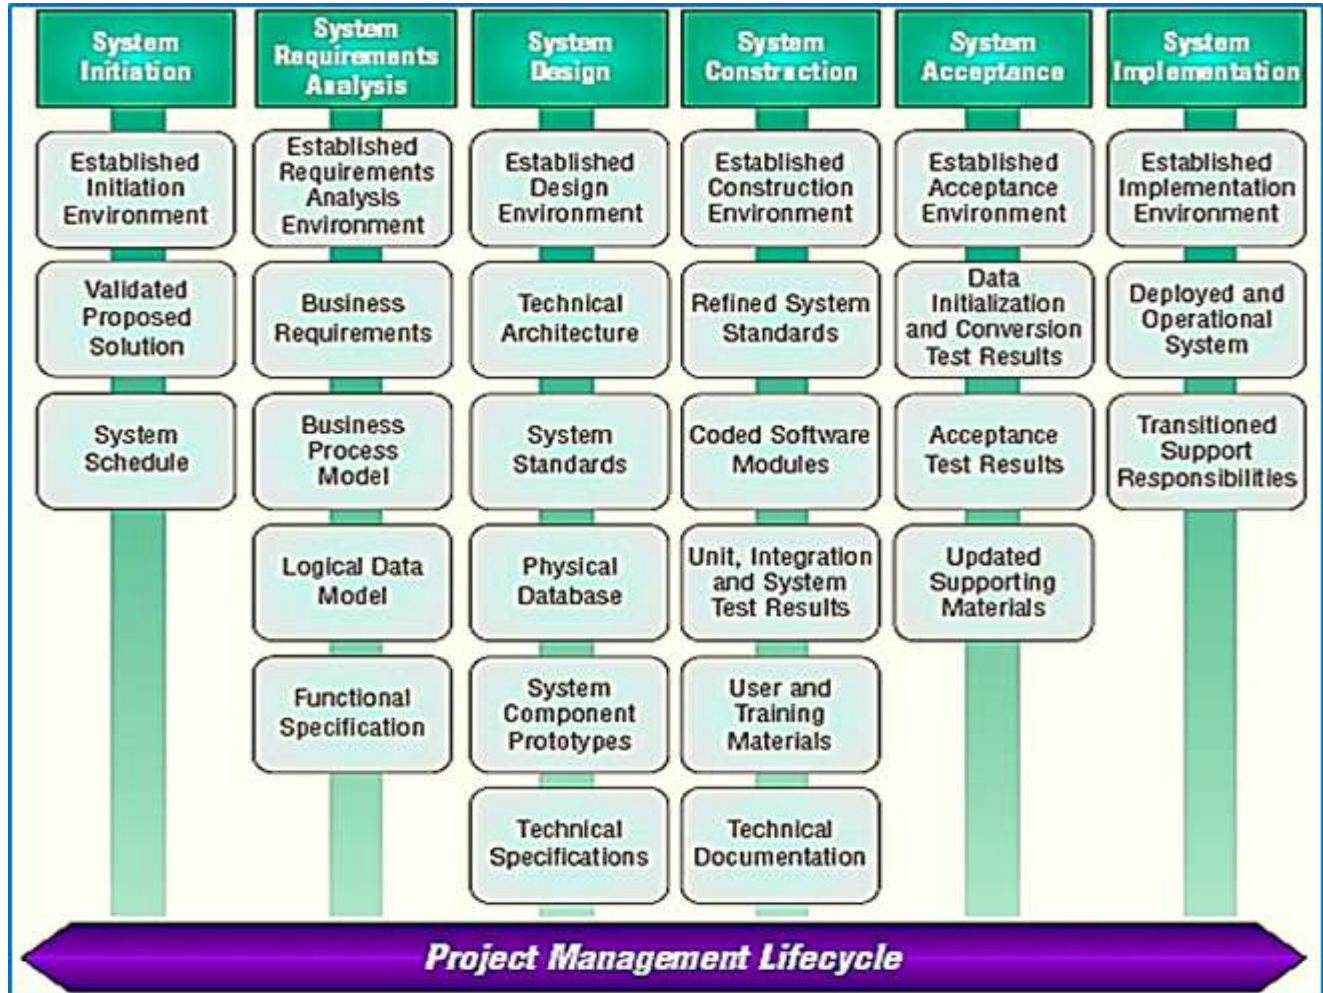 System
Initiation
System
Requirements
Analysis
System
Design
System
Construction
System
Acceptance
System
Implementation
Established
Initiation
Environment
Validated
Proposed
Solution
System
Schedule
Established
Requirements
Analysis
Environment
Business
Requirements
Business
Process
Model
Logical Data
Model
Functional
Specification
Established
Design
Environment
Technical
Architecture
System
Standards
Physical
Database
System
Component
Prototypes
Technical
Specifications
Established
Construction
Environment
Refined System
Standards
Coded Software
Modules
Unit, Integration
and System
Test Results
User and
Training
Materials
Technical
Documentation
Established
Acceptance
Environment
Data
Initialization
and Conversion
Test Results
Acceptance
Test Results
Updated
Supporting
Materials
Established
Implementation
Environment
Deployed and
Operational
System
Transitioned
Support
Responsibilities
Project Management Lifecycle